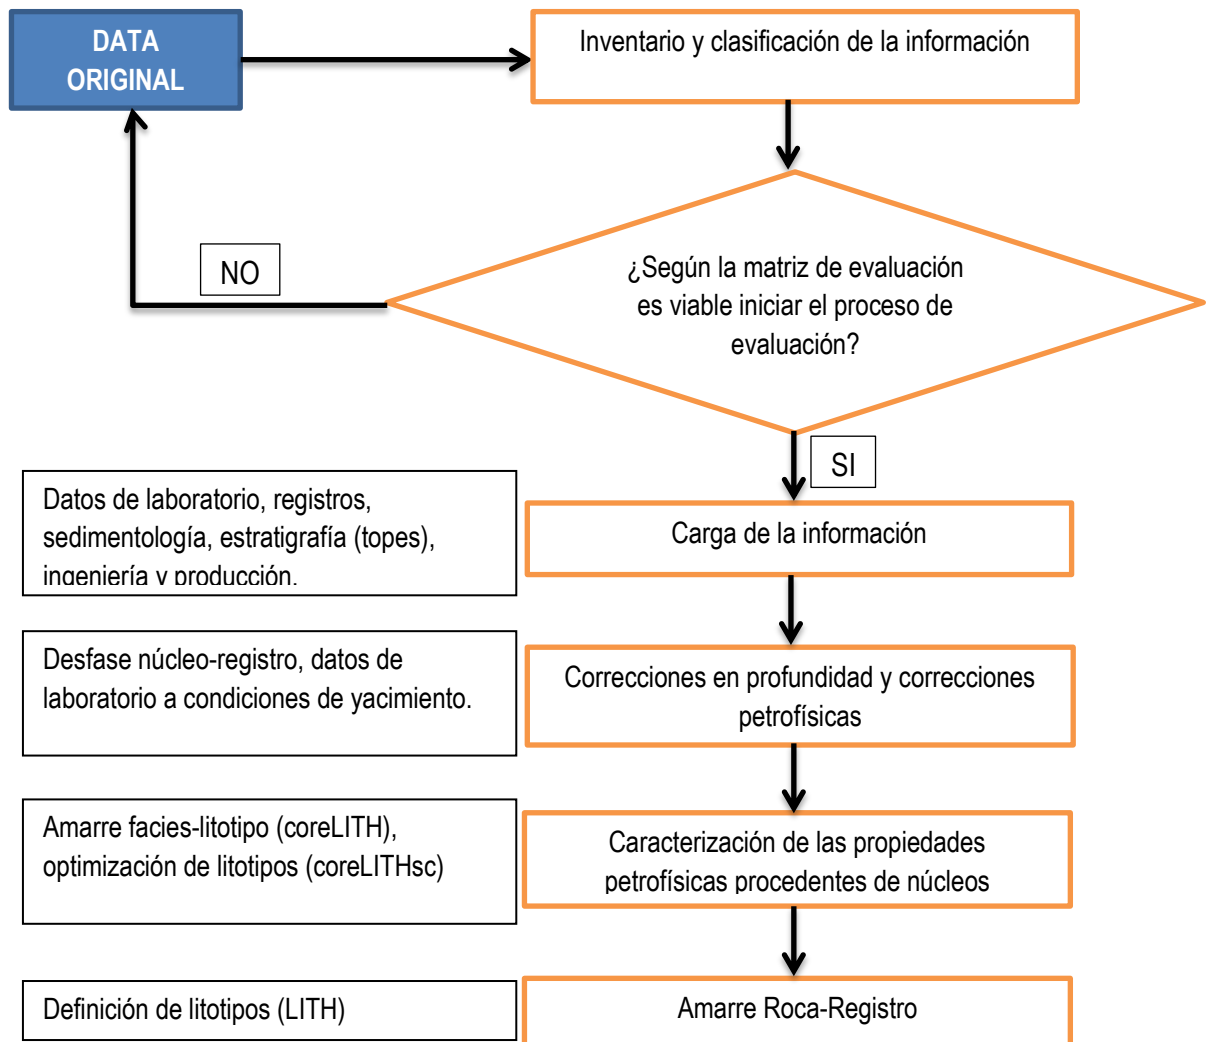 DATA
ORIGINAL
Inventario y clasificación de la información
¿Según la matriz de evaluación
es viable iniciar el proceso de
evaluación?
NO
SI
Datos de laboratorio, registros,
sedimentología, estratigrafía (topes),
ingeniería y producción.
Carga de la información
Desfase núcleo-registro, datos de
laboratorio a condiciones de yacimiento.
Correcciones en profundidad y correcciones
petrofísicas
Amarre facies-litotipo (coreLITH),
optimización de litotipos (coreLITHsc)
Caracterización de las propiedades
petrofísicas procedentes de núcleos
Definición de litotipos (LITH)
Amarre Roca-Registro